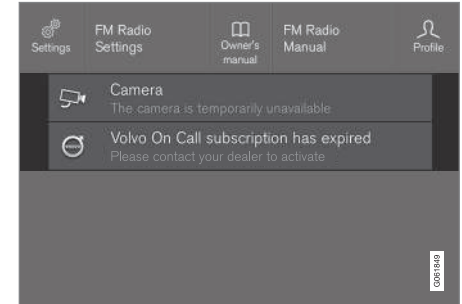 Settings
FM Radio
Settings
Owner's
manual
FM Radio
Manual
Profile
Camera
The camera is temporarily unavailable
Volvo On Call subscription has expired
Please contact your dealer to activate
G061849